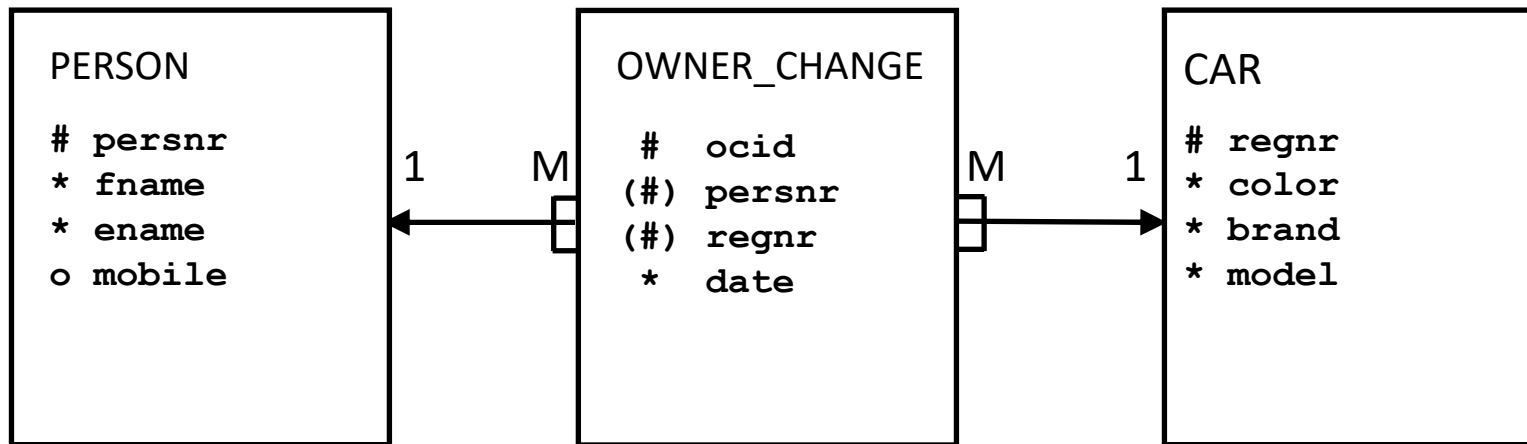 PERSON
# persnr
* fname
* ename
o mobile
1
M
OWNER_CHANGE
# ocid
(#) persnr
(#) regnr
* date
M
1
CAR
# regnr
* color
* brand
* model